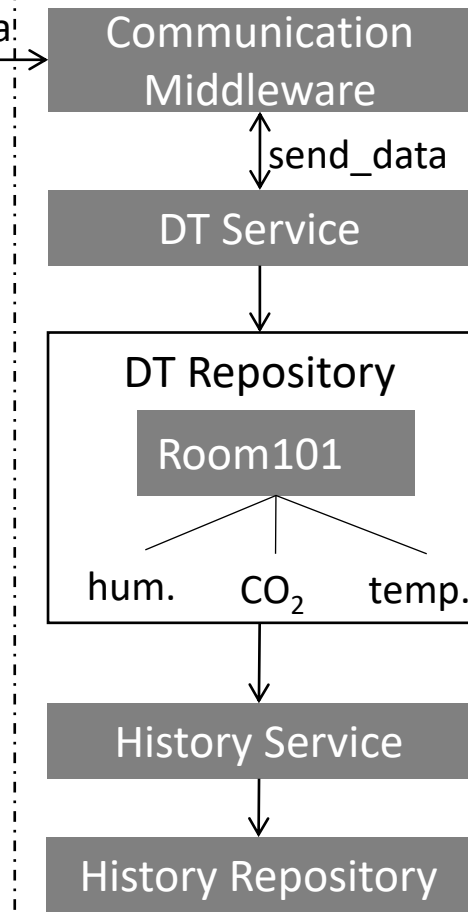 a
Communication
Middleware
send_data
DT Service
DT Repository
Room101
hum. CO₂ temp.
History Service
History Repository